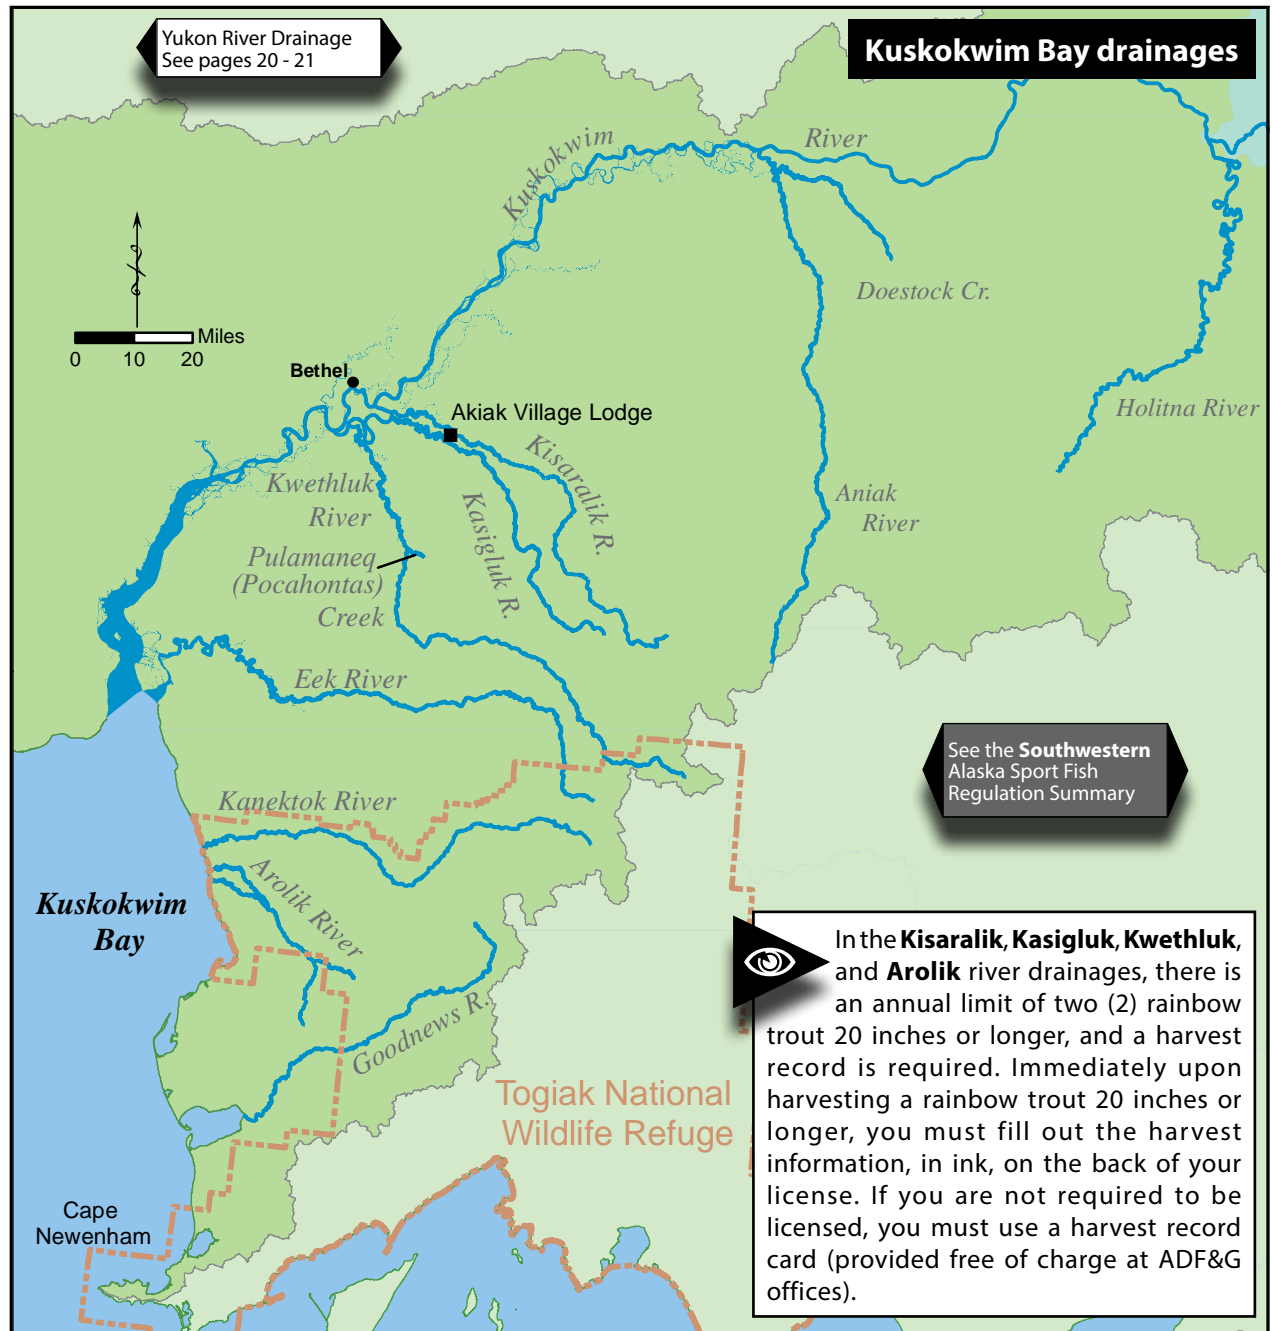 Yukon River Drainage
See pages 20 - 21
Kuskokwim Bay drainages
Kuskokwim
River
Doestock Cr.
Miles
0 10 20
Bethel
Akiak Village Lodge
Holitna River
Kisaralik R.
Kwethluk
River
Kasigluk R.
Aniak
River
Pulamaneq
(Pocahontas)
Creek
Eek River
See the Southwestern
Alaska Sport Fish
Regulation Summary
Kanektok River
Arolik River
Kuskokwim
Bay
In the Kisaralik, Kasigluk, Kwethluk,
and Arolik river drainages, there is
an annual limit of two (2) rainbow
trout 20 inches or longer, and a harvest
record is required. Immediately upon
harvesting a rainbow trout 20 inches or
longer, you must fill out the harvest
information, in ink, on the back of your
license. If you are not required to be
licensed, you must use a harvest record
card (provided free of charge at ADF&G
offices).
Goodnews R.
Togiak National
Wildlife Refuge
Cape
Newenham